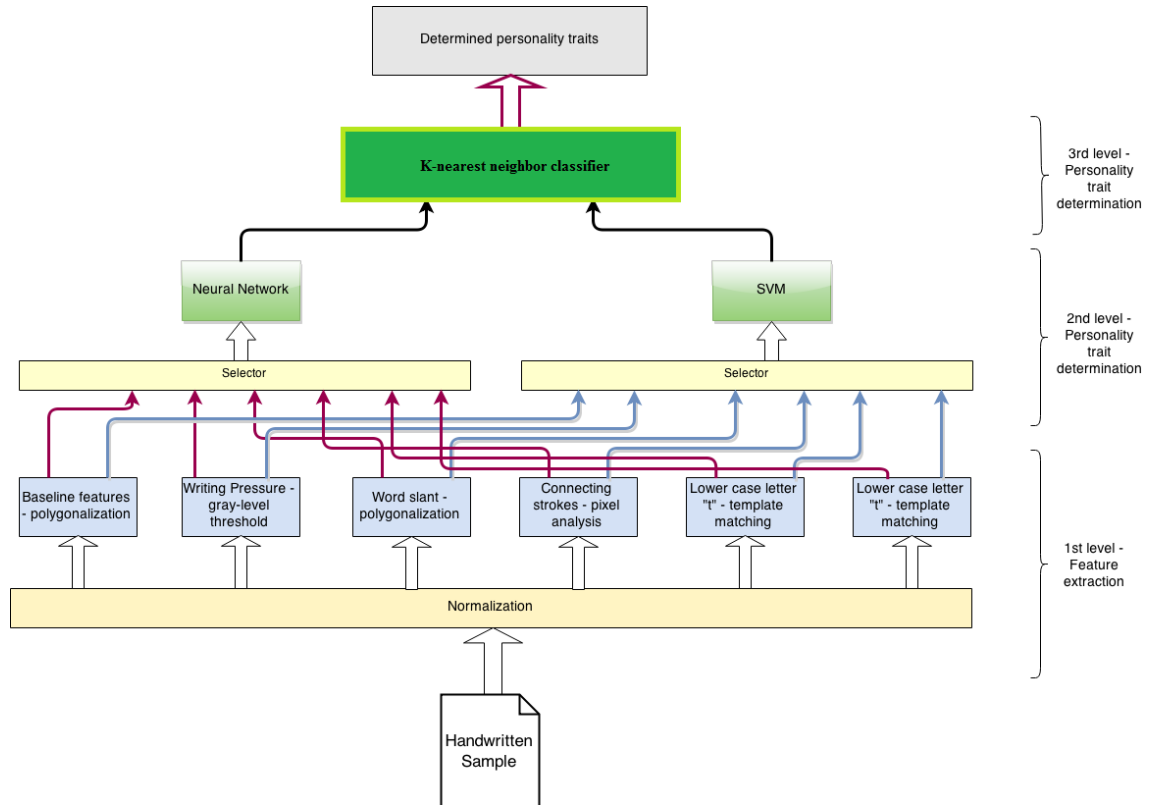 Determined personality traits
K-nearest neighbor classifier
3rd level -
Personality
trait
determination
Neural Network
SVM
2nd level -
Personality
trait
determination
Selector
Selector
Baseline features
- polygonalization
Writing Pressure -
gray-level
threshold
Word slant -
polygonalization
Connecting
strokes - pixel
analysis
Lower case letter
"t" - template
matching
Lower case letter
"t" - template
matching
1st level -
Feature
extraction
Normalization
Handwritten
Sample